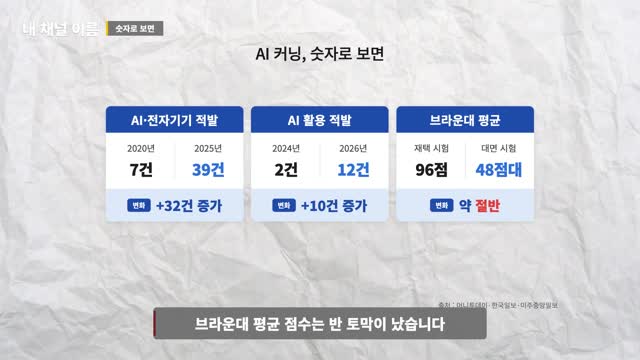 내 채널 이름
숫자로 보면
AI 커닝, 숫자로 보면
AI·전자기기 적발
2020년
2025년
7건
39건
변화
+32건 증가
AI 활용 적발
2024년
2026년
2건
12건
변화
+10건 증가
브라운대 평균
재택 시험
대면 시험
96점
48점대
변화
약 절반
출처 : 머니투데이·한국일보·미주중앙일보
브라운대 평균 점수는 반 토막이 났습니다